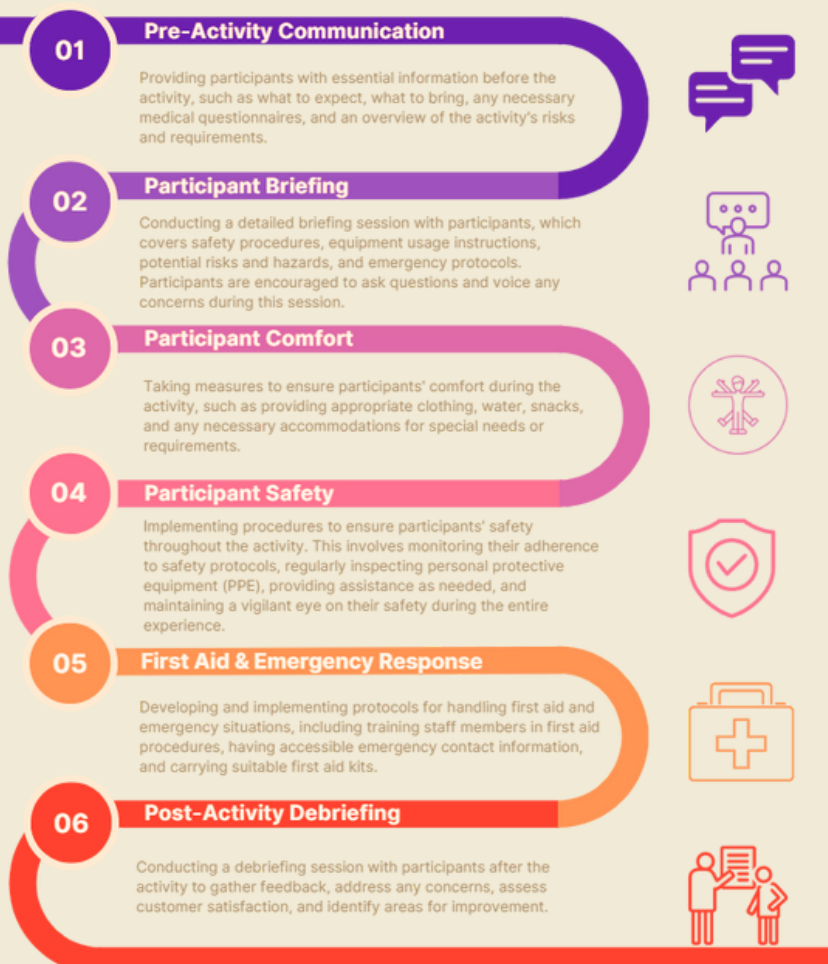 01
Pre-Activity Communication
Providing participants with essential information before the
activity, such as what to expect, what to bring, any necessary
medical questionnaires, and an overview of the activity's risks
and requirements.
02
Participant Briefing
Conducting a detailed briefing session with participants, which
covers safety procedures, equipment usage instructions,
potential risks and hazards, and emergency protocols.
Participants are encouraged to ask questions and voice any
concerns during this session.
03
Participant Comfort
Taking measures to ensure participants' comfort during the
activity, such as providing appropriate clothing, water, snacks,
and any necessary accommodations for special needs or
requirements.
04
Participant Safety
Implementing procedures to ensure participants' safety
throughout the activity. This involves monitoring their adherence
to safety protocols, regularly inspecting personal protective
equipment (PPE), providing assistance as needed, and
maintaining a vigilant eye on their safety during the entire
experience.
05
First Aid & Emergency Response
Developing and implementing protocols for handling first aid and
emergency situations, including training staff members in first aid
procedures, having accessible emergency contact information,
and carrying suitable first aid kits.
06
Post-Activity Debriefing
Conducting a debriefing session with participants after the
activity to gather feedback, address any concerns, assess
customer satisfaction, and identify areas for improvement.